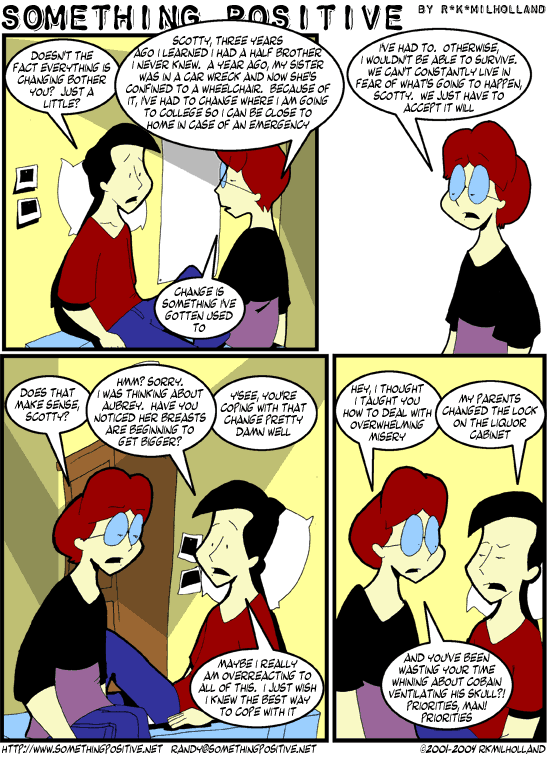 SOMETHING POSITIVE BY R*K*MILHOLLAND
DOESN'T THE
FACT EVERYTHING IS
CHANGING BOTHER
YOU? JUST A
LITTLE?
SCOTTY, THREE YEARS
AGO I LEARNED I HAD A HALF BROTHER
I NEVER KNEW. A YEAR AGO, MY SISTER
WAS IN A CAR WRECK AND NOW SHE'S
CONFINED TO A WHEELCHAIR. BECAUSE OF
IT, I'VE HAD TO CHANGE WHERE I AM GOING
TO COLLEGE SO I CAN BE CLOSE TO
HOME IN CASE OF AN EMERGENCY
CHANGE IS
SOMETHING I'VE
GOTTEN USED
TO
I'VE HAD TO. OTHERWISE,
I WOULDN'T BE ABLE TO SURVIVE.
WE CAN'T CONSTANTLY LIVE IN
FEAR OF WHAT'S GOING TO HAPPEN,
SCOTTY. WE JUST HAVE TO
ACCEPT IT WILL
DOES THAT
MAKE SENSE,
SCOTTY?
HMM? SORRY.
I WAS THINKING ABOUT
AUBREY. HAVE YOU
NOTICED HER BREASTS
ARE BEGINNING TO
GET BIGGER?
Y'SEE, YOU'RE
COPING WITH THAT
CHANGE PRETTY
DAMN WELL
MAYBE I REALLY
AM OVERREACTING TO
ALL OF THIS. I JUST WISH
I KNEW THE BEST WAY
TO COPE WITH IT
HEY, I THOUGHT
I TAUGHT YOU
HOW TO DEAL WITH
OVERWHELMING
MISERY
MY PARENTS
CHANGED THE LOCK
ON THE LIQUOR
CABINET
AND YOU'VE BEEN
WASTING YOUR TIME
WHINING ABOUT COBAIN
VENTILATING HIS SKULL?!
PRIORITIES, MAN!
PRIORITIES
HTTP://WWW.SOMETHINGPOSITIVE.NET RANDY@SOMETHINGPOSITIVE.NET ©2001-2004 RKMILHOLLAND